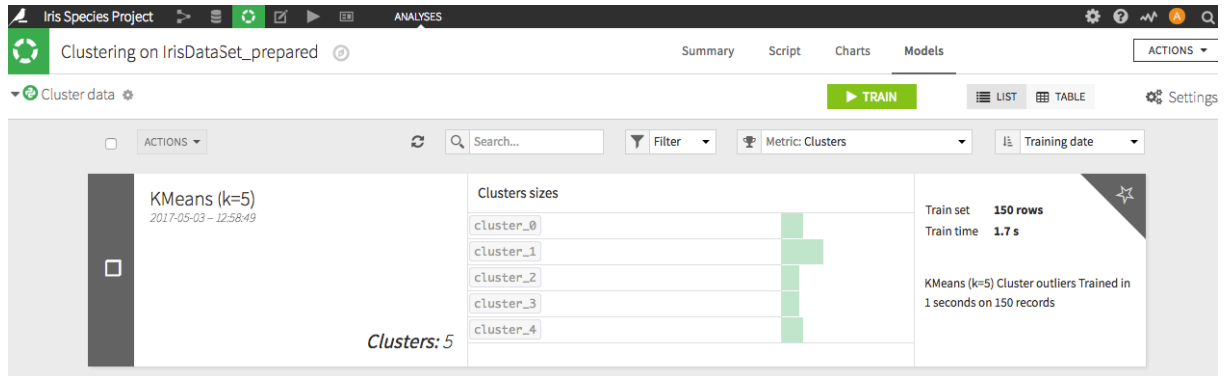 Iris Species Project ANALYSES A
Clustering on IrisDataSet_prepared Summary Script Charts Models ACTIONS
Cluster data TRAIN LIST TABLE Settings
ACTIONS Search... Filter Metric: Clusters Training date
KMeans (k=5)
2017-05-03 – 12:58:49
Clusters: 5
Clusters sizes
cluster_0
cluster_1
cluster_2
cluster_3
cluster_4
Train set 150 rows
Train time 1.7 s
KMeans (k=5) Cluster outliers Trained in
1 seconds on 150 records